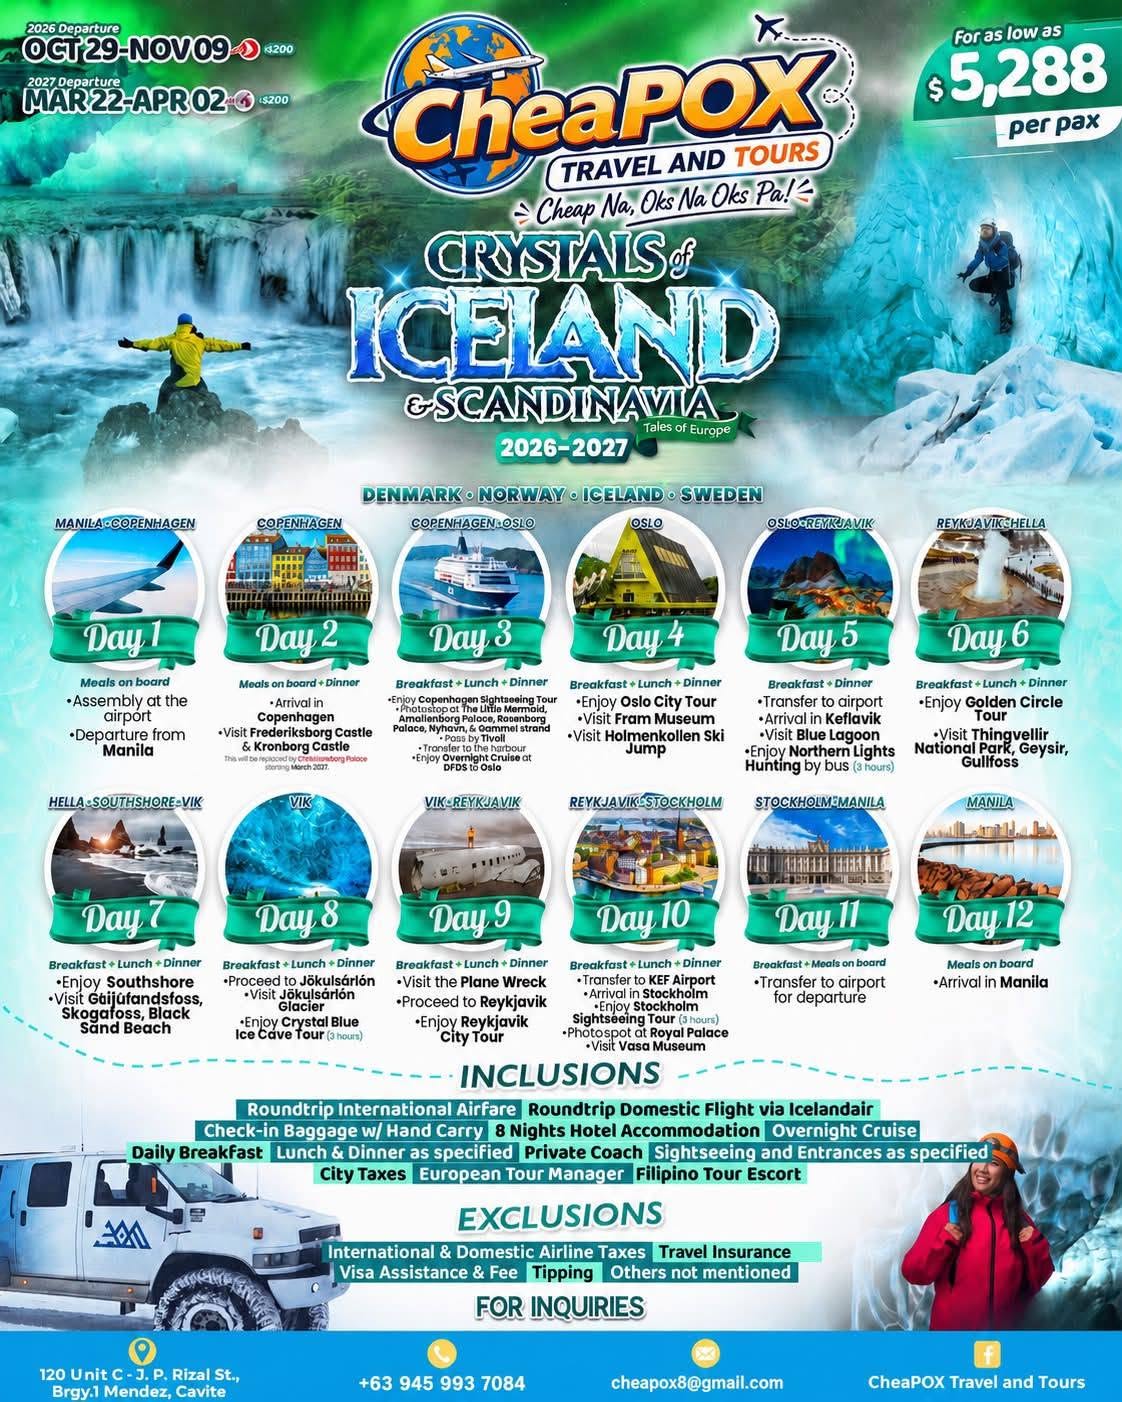 2026 Departure
OCT 29-NOV 09 +$200
2027 Departure
MAR 22-APR 02 +$200
CheaPOX
TRAVEL AND TOURS
Cheap Na, Oks Na Oks Pa!
For as low as
$5,288
per pax
CRYSTALS of
ICELAND
& SCANDINAVIA
Tales of Europe
2026-2027
DENMARK • NORWAY • ICELAND • SWEDEN
MANILA-COPENHAGEN
Day 1
Meals on board
•Assembly at the
airport
•Departure from
Manila
COPENHAGEN
Day 2
Meals on board + Dinner
•Arrival in
Copenhagen
•Visit Frederiksborg Castle
& Kronborg Castle
This will be replaced by Christiansborg Palace
starting March 2027.
COPENHAGEN-OSLO
Day 3
Breakfast + Lunch + Dinner
•Enjoy Copenhagen Sightseeing Tour
•Photostop at The Little Mermaid,
Amalienborg Palace, Rosenborg
Palace, Nyhavn, & Gammel strand
•Pass by Tivoli
•Transfer to the harbour
•Enjoy Overnight Cruise at
DFDS to Oslo
OSLO
Day 4
Breakfast + Lunch + Dinner
•Enjoy Oslo City Tour
•Visit Fram Museum
•Visit Holmenkollen Ski
Jump
OSLO-REYKJAVIK
Day 5
Breakfast + Dinner
•Transfer to airport
•Arrival in Keflavik
•Visit Blue Lagoon
•Enjoy Northern Lights
Hunting by bus (3 hours)
REYKJAVIK-HELLA
Day 6
Breakfast + Lunch + Dinner
•Enjoy Golden Circle
Tour
•Visit Thingvellir
National Park, Geysir,
Gullfoss
HELLA-SOUTHSHORE-VIK
Day 7
Breakfast + Lunch + Dinner
•Enjoy Southshore
•Visit Gúijúfandsfoss,
Skogafoss, Black
Sand Beach
VIK
Day 8
Breakfast + Lunch + Dinner
•Proceed to Jökulsárlón
•Visit Jökulsárlón
Glacier
•Enjoy Crystal Blue
Ice Cave Tour (3 hours)
VIK-REYKJAVIK
Day 9
Breakfast + Lunch + Dinner
•Visit the Plane Wreck
•Proceed to Reykjavik
•Enjoy Reykjavik
City Tour
REYKJAVIK-STOCKHOLM
Day 10
Breakfast + Lunch + Dinner
•Transfer to KEF Airport
•Arrival in Stockholm
•Enjoy Stockholm
Sightseeing Tour (3 hours)
•Photospot at Royal Palace
•Visit Vasa Museum
STOCKHOLM-MANILA
Day 11
Breakfast + Meals on board
•Transfer to airport
for departure
MANILA
Day 12
Meals on board
•Arrival in Manila
INCLUSIONS
Roundtrip International Airfare Roundtrip Domestic Flight via Icelandair
Check-in Baggage w/ Hand Carry 8 Nights Hotel Accommodation Overnight Cruise
Daily Breakfast Lunch & Dinner as specified Private Coach Sightseeing and Entrances as specified
City Taxes European Tour Manager Filipino Tour Escort
EXCLUSIONS
International & Domestic Airline Taxes Travel Insurance
Visa Assistance & Fee Tipping Others not mentioned
FOR INQUIRIES
120 Unit C - J. P. Rizal St.,
Brgy.1 Mendez, Cavite
+63 945 993 7084
cheapox8@gmail.com
CheaPOX Travel and Tours